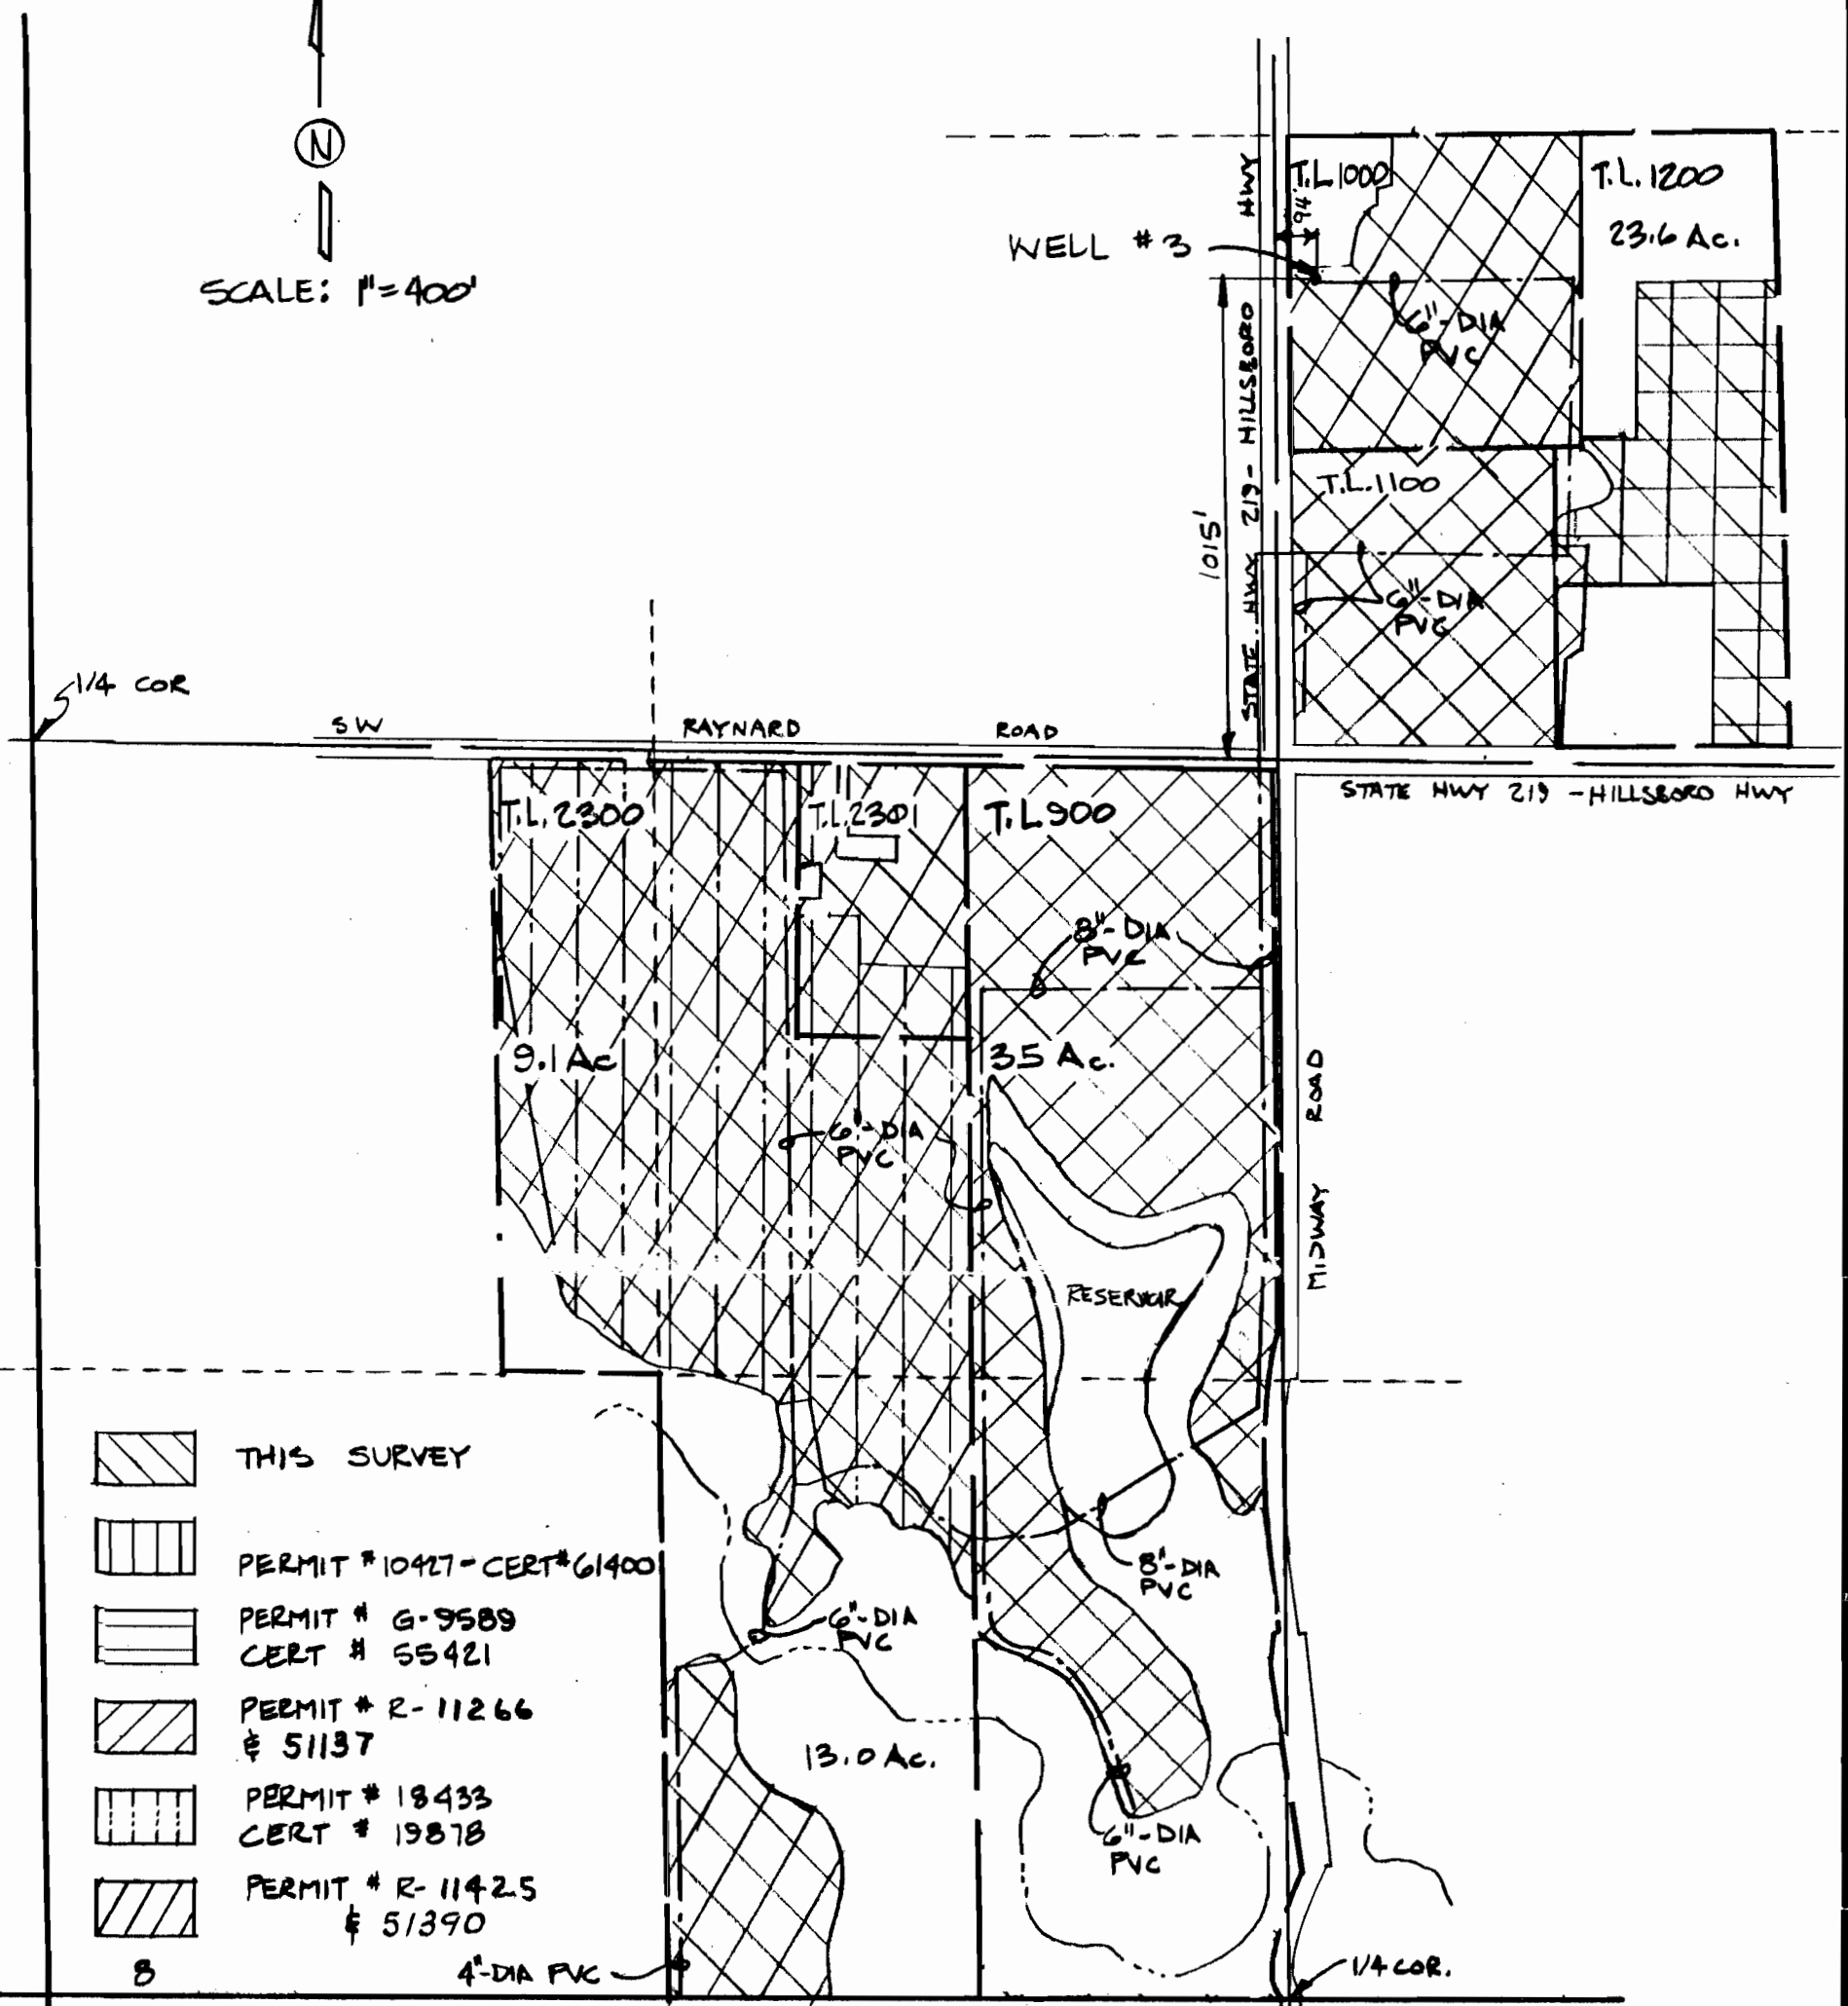 N
SCALE: 1"=400'
WELL #3
T.L. 1000
94'
T.L. 1200
23.6 Ac.
6"-DIA
PVC
STATE HWY 219 - HILLSBORO HWY
1015'
T.L. 1100
6"-DIA
PVC
1/4 COR
SW RAYNARD ROAD
STATE HWY 219 - HILLSBORO HWY
T.L. 2300
T.L. 2301
T.L. 900
8"-DIA
PVC
9.1 Ac
35 Ac.
6"-DIA
PVC
MIDWAY ROAD
RESERVOIR
THIS SURVEY
PERMIT # 10427 - CERT # 61400
PERMIT # G-9589
CERT # 55421
PERMIT # R-11266
& 51137
PERMIT # 18433
CERT # 19878
PERMIT # R-11425
& 51390
8"-DIA
PVC
6"-DIA
PVC
13.0 Ac.
6"-DIA
PVC
8
4"-DIA PVC
1/4 COR.